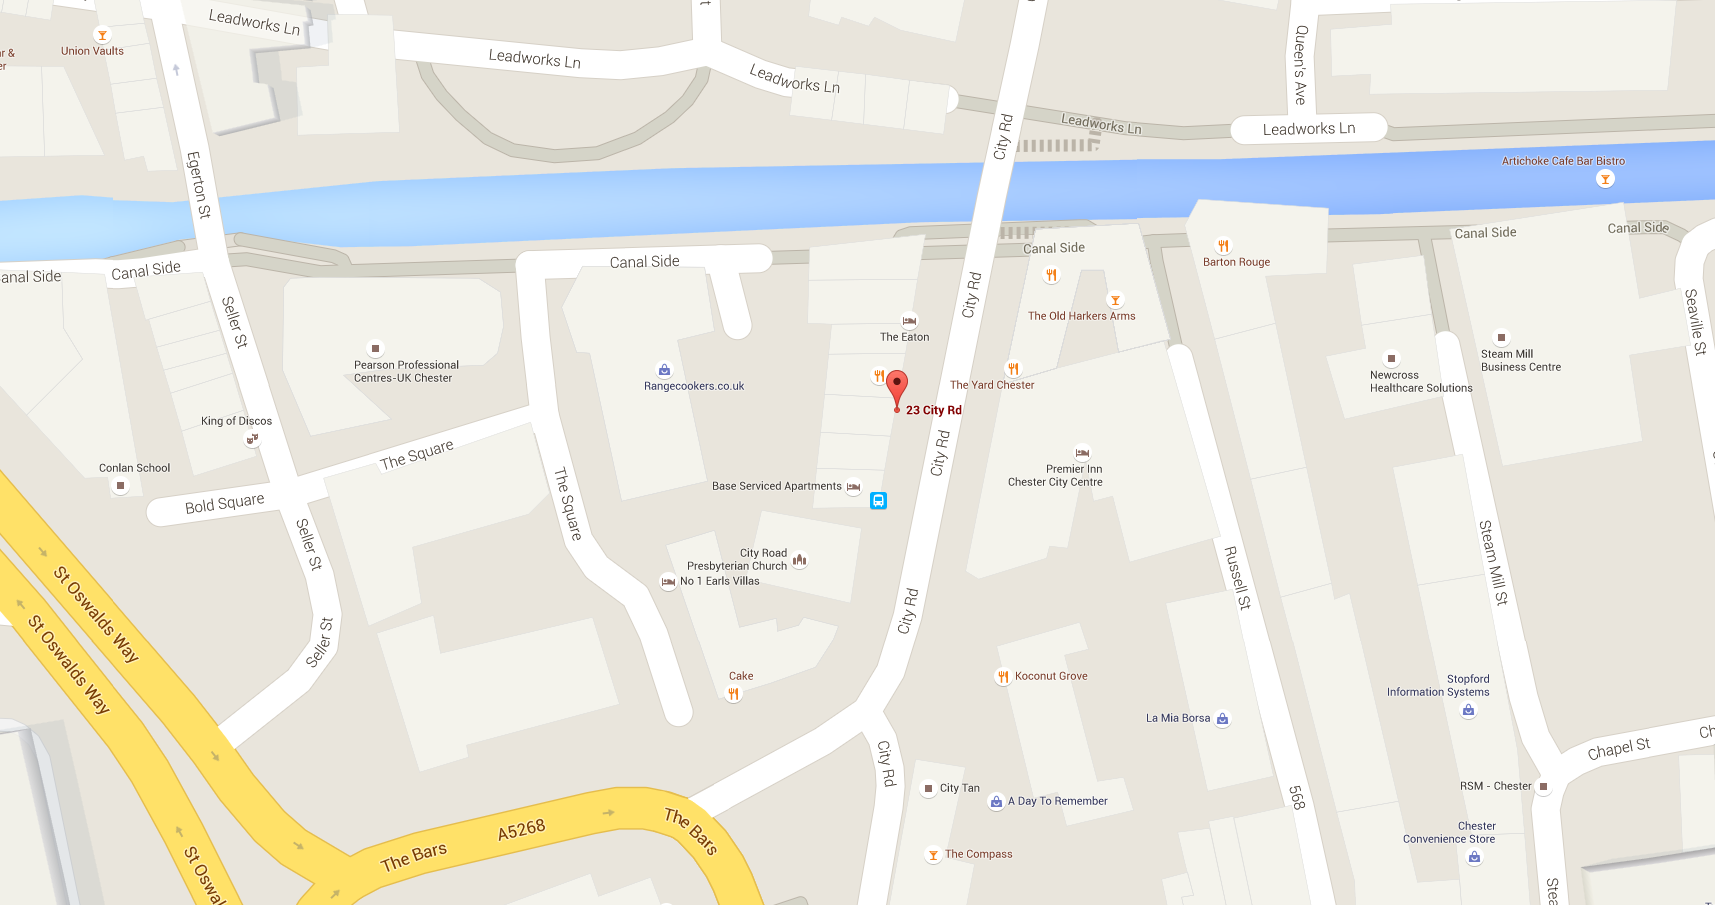 Leadworks Ln
Union Vaults
Leadworks Ln
Leadworks Ln
Queen's Ave
Leadworks Ln
Leadworks Ln
City Rd
Artichoke Cafe Bar Bistro
Egerton St
Canal Side
Canal Side
Canal Side
Canal Side
Canal Side
Canal Side
Barton Rouge
City Rd
Seller St
The Old Harkers Arms
Seaville St
The Eaton
Pearson Professional
Centres-UK Chester
Rangecookers.co.uk
The Yard Chester
Steam Mill
Business Centre
Newcross
Healthcare Solutions
23 City Rd
King of Discos
The Square
City Rd
Conlan School
Premier Inn
Chester City Centre
Base Serviced Apartments
Bold Square
The Square
Seller St
City Road
Presbyterian Church
No 1 Earls Villas
Russell St
Steam Mill St
City Rd
St Oswalds Way
St Oswalds Way
Seller St
Cake
Koconut Grove
Stopford
Information Systems
La Mia Borsa
Chapel St
Ch
City Rd
City Tan
A Day To Remember
RSM - Chester
568
A5268
The Bars
The Bars
Chester
Convenience Store
The Compass
St Oswal
Stea